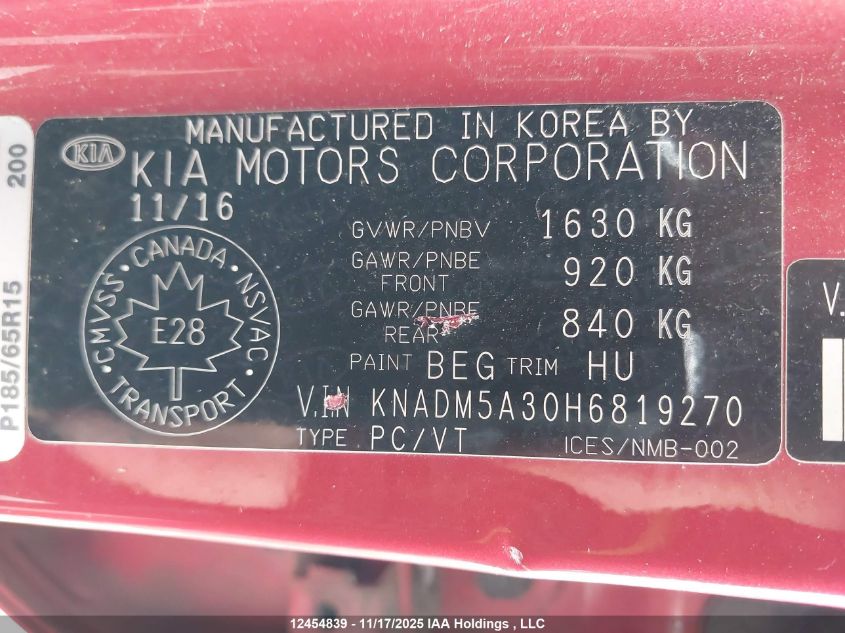 MANUFACTURED IN KOREA BY
KIA KIA MOTORS CORPORATION
11/16
GVWR/PNBV 1630 KG
GAWR/PNBE FRONT 920 KG
GAWR/PNBE REAR 840 KG
PAINT BEG TRIM HU
V.IN KNADM5A30H6819270
TYPE PC/VT ICES/NMB-002
CANADA · NSVAC · TRANSPORT · CMVSS ·
E28
P185/65R15 200
V.
12454839 - 11/17/2025 IAA Holdings , LLC